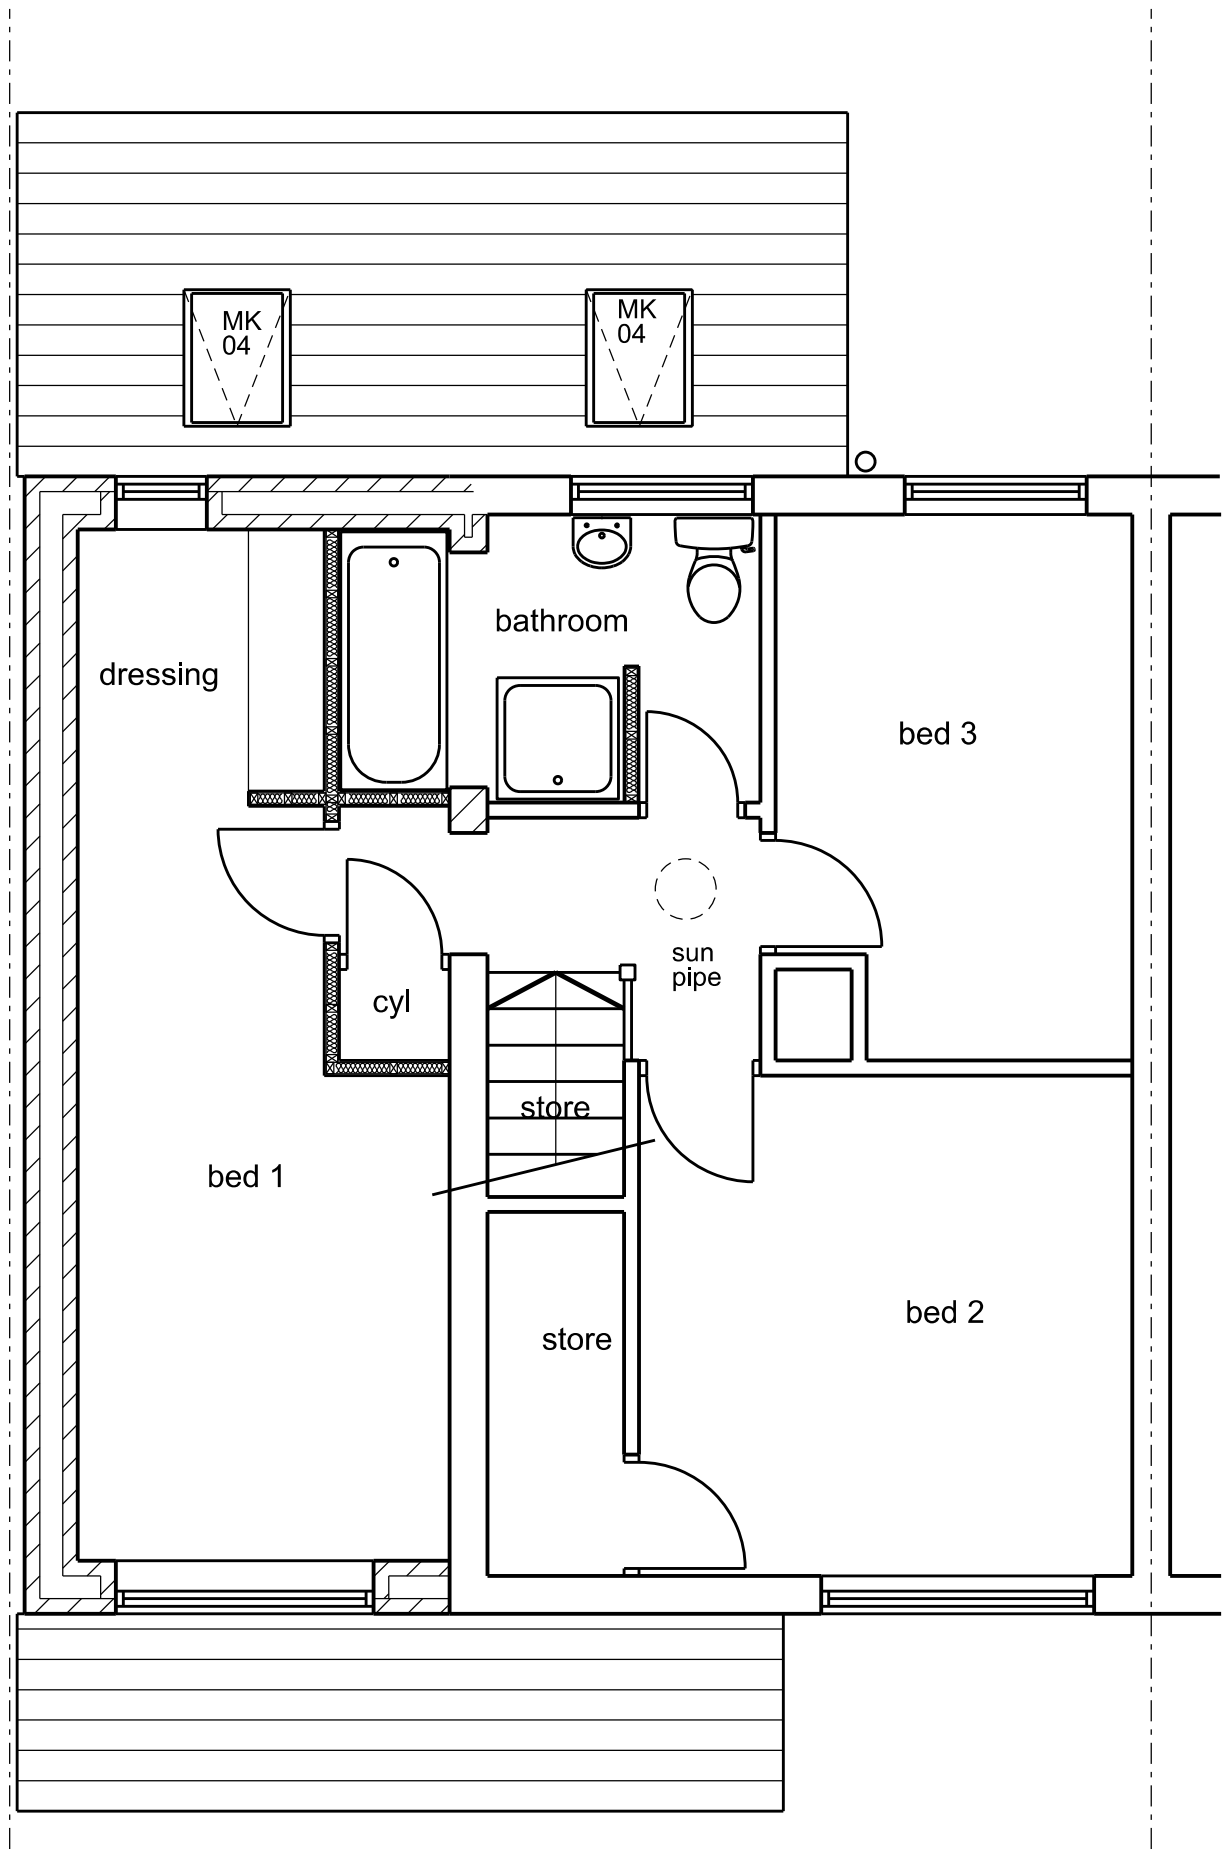 MK
04
MK
04
bathroom
dressing
bed 3
sun
pipe
cyl
store
bed 1
bed 2
store